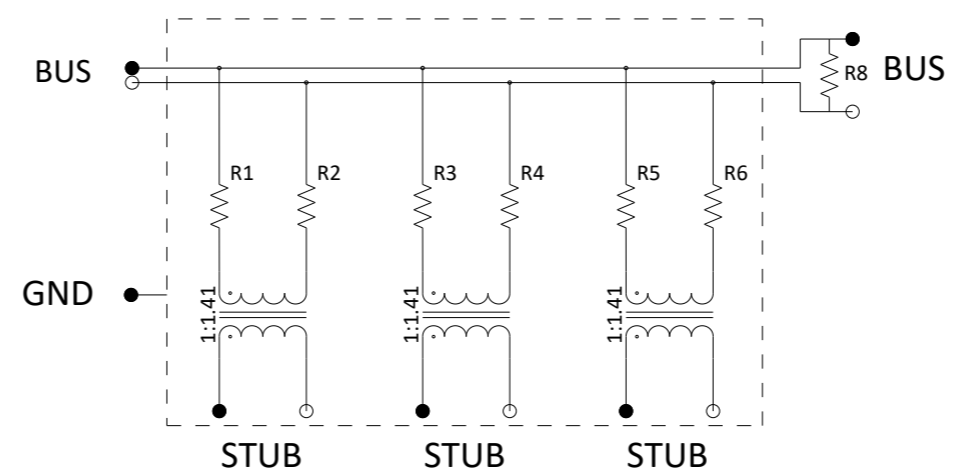 BUS
R8 BUS
R1 R2 R3 R4 R5 R6
GND
1:1.41 1:1.41 1:1.41
STUB STUB STUB